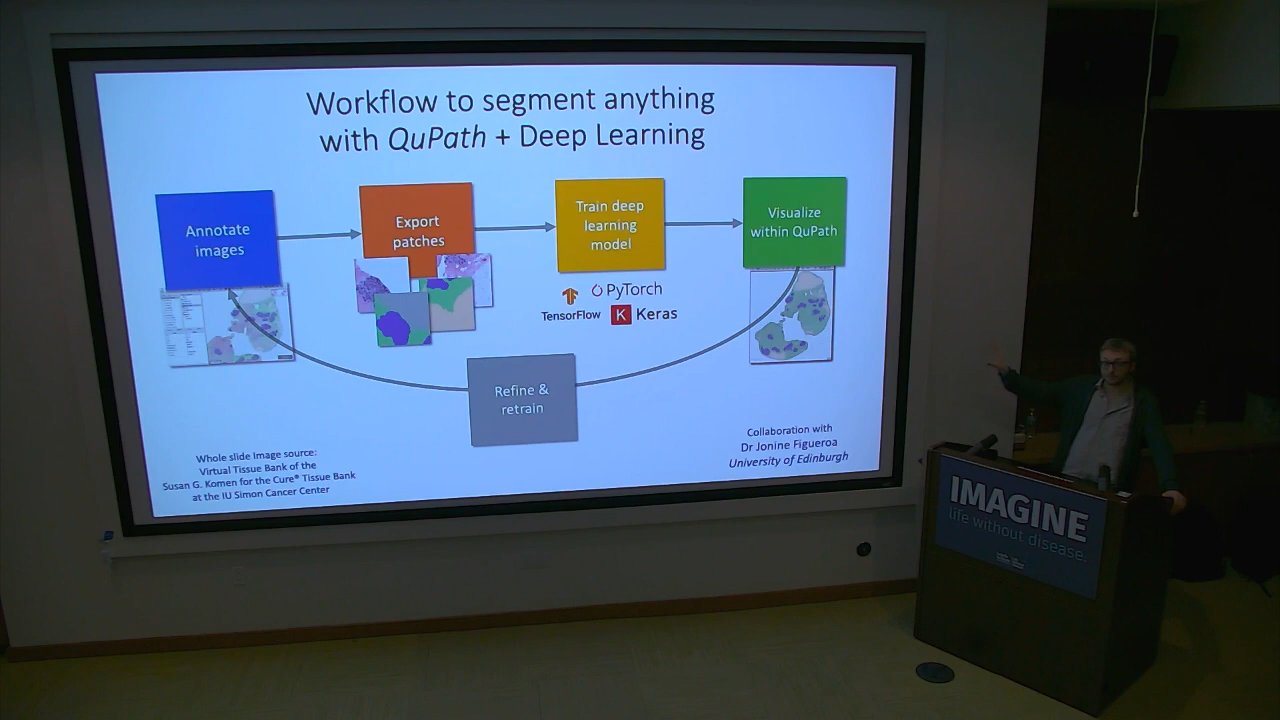 Workflow to segment anything
with QuPath + Deep Learning
Annotate
images
Export
patches
Train deep
learning
model
Visualize
within QuPath
TensorFlow
PyTorch
K Keras
Refine &
retrain
Whole slide Image source:
Virtual Tissue Bank of the
Susan G. Komen for the Cure® Tissue Bank
at the IU Simon Cancer Center
Collaboration with
Dr Jonine Figueroa
University of Edinburgh
IMAGINE
life without disease.